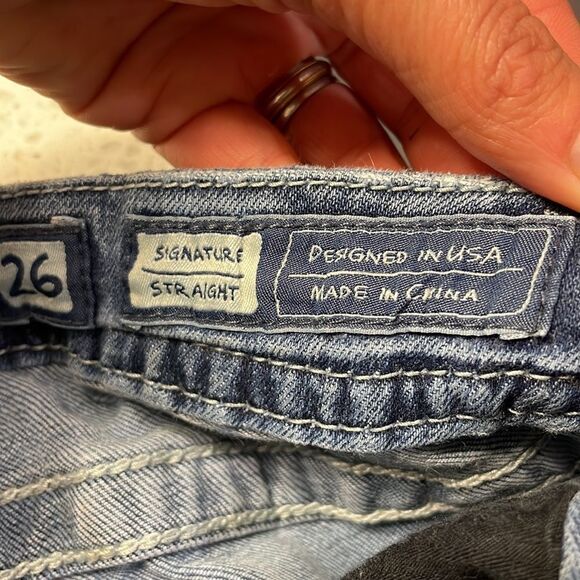 26
SIGNATURE
STRAIGHT
DESIGNED IN USA
MADE IN CHINA